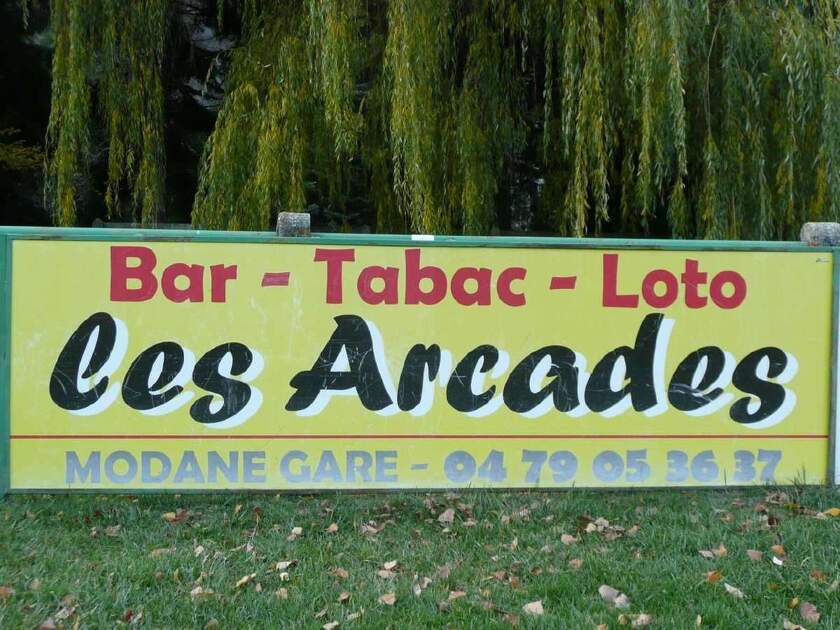 Bar - Tabac - Loto
les Arcades
MODANE GARE - 04 79 05 36 37